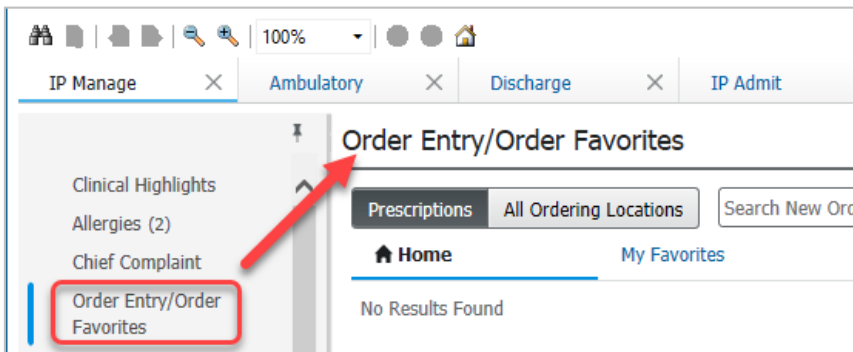 100%
IP Manage
Ambulatory
Discharge
IP Admit
Clinical Highlights
Allergies (2)
Chief Complaint
Order Entry/Order
Favorites
Order Entry/Order Favorites
Prescriptions
All Ordering Locations
Search New Ord
Home
My Favorites
No Results Found